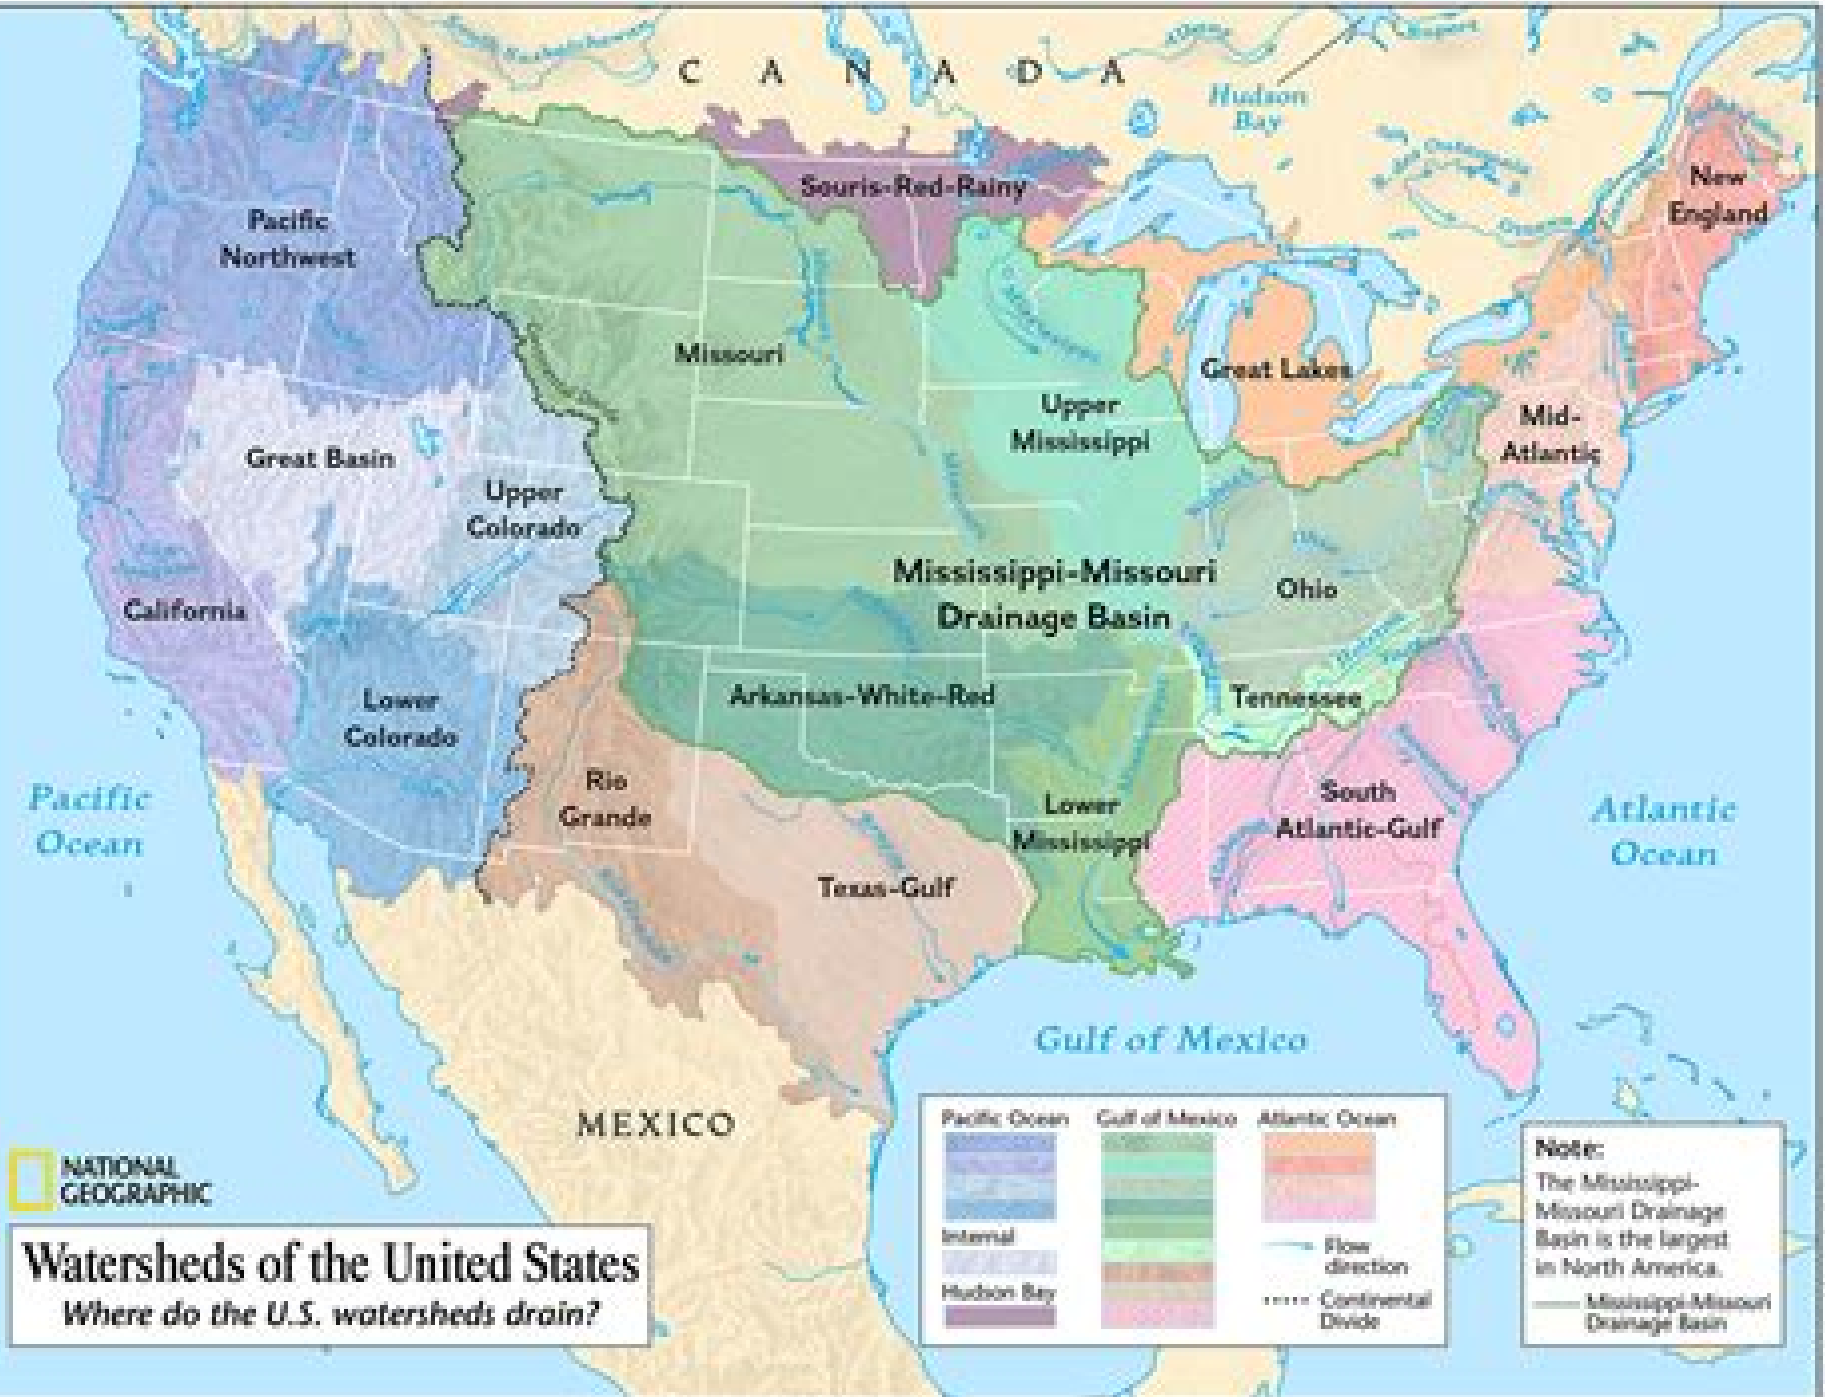 CANADA
Hudson
Bay
New
England
Souris-Red-Rainy
Pacific
Northwest
Missouri
Continental Divide
Great Lakes
Upper
Mississippi
Mid-
Atlantic
Great Basin
Upper
Colorado
Mississippi-Missouri
Drainage Basin
Ohio
Ohio
California
Lower
Colorado
Arkansas-White-Red
Tennessee
Rio
Grande
Lower
Mississippi
South
Atlantic-Gulf
Texas-Gulf
Pacific
Ocean
Atlantic
Ocean
Gulf of Mexico
MEXICO
NATIONAL
GEOGRAPHIC
Watersheds of the United States
Where do the U.S. watersheds drain?
Pacific Ocean
Internal
Hudson Bay
Gulf of Mexico
Atlantic Ocean
Flow
direction
Continental
Divide
Note:
The Mississippi-
Missouri Drainage
Basin is the largest
in North America.
Mississippi-Missouri
Drainage Basin